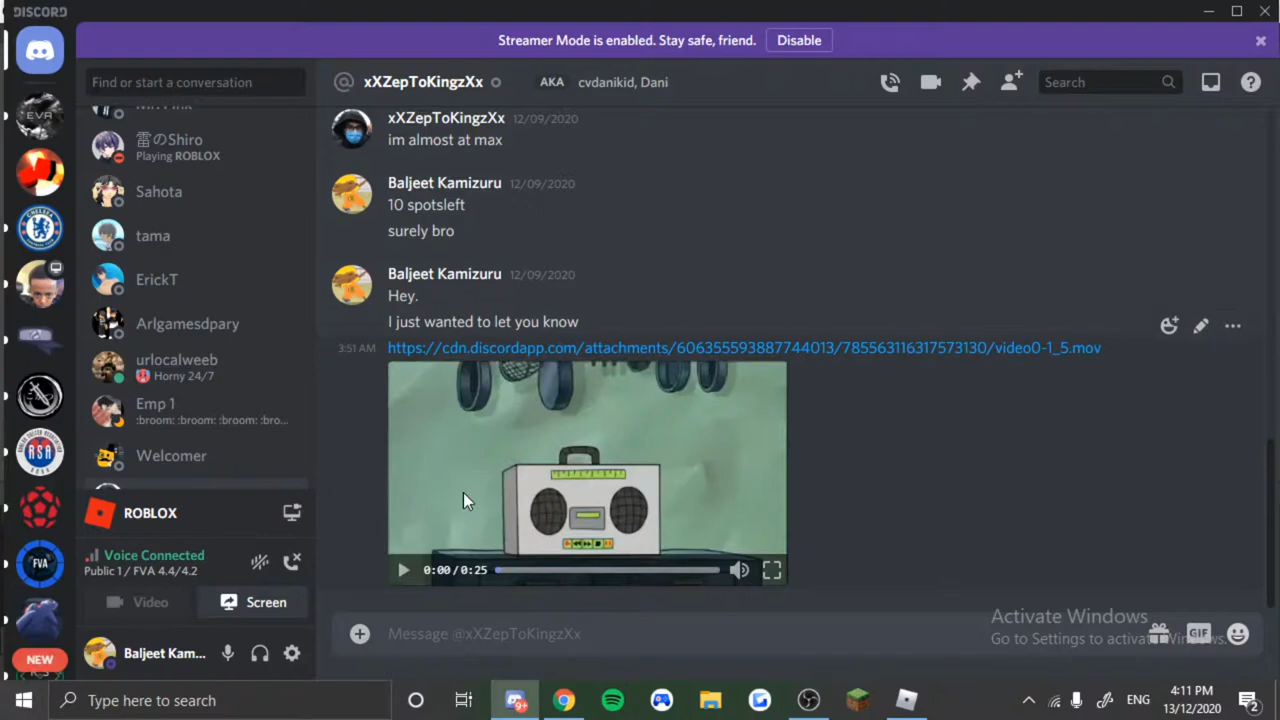 DISCORD
Streamer Mode is enabled. Stay safe, friend. Disable
Find or start a conversation
xXZepToKingzXx AKA cvdanikid, Dani
Search
EVA
雷のShiro
Playing ROBLOX
Sahota
tama
CHELSEA
ErickT
Arlgamesdpary
urlocalweeb
Horny 24/7
Emp 1
:broom: :broom: :broom: :bro...
Welcomer
RSA
ROBLOX
Voice Connected
Public 1 / FVA 4.4/4.2
FVA
Video
Screen
Baljeet Kam...
NEW
xXZepToKingzXx 12/09/2020
im almost at max
Baljeet Kamizuru 12/09/2020
10 spotsleft
surely bro
Baljeet Kamizuru 12/09/2020
Hey.
I just wanted to let you know
3:51 AM https://cdn.discordapp.com/attachments/606355593887744013/785563116317573130/video0-1_5.mov
0:00/0:25
Message @xXZepToKingzXx
GIF
Activate Windows
Go to Settings to activate Windows.
Type here to search
9+
ENG
4:11 PM
13/12/2020
2